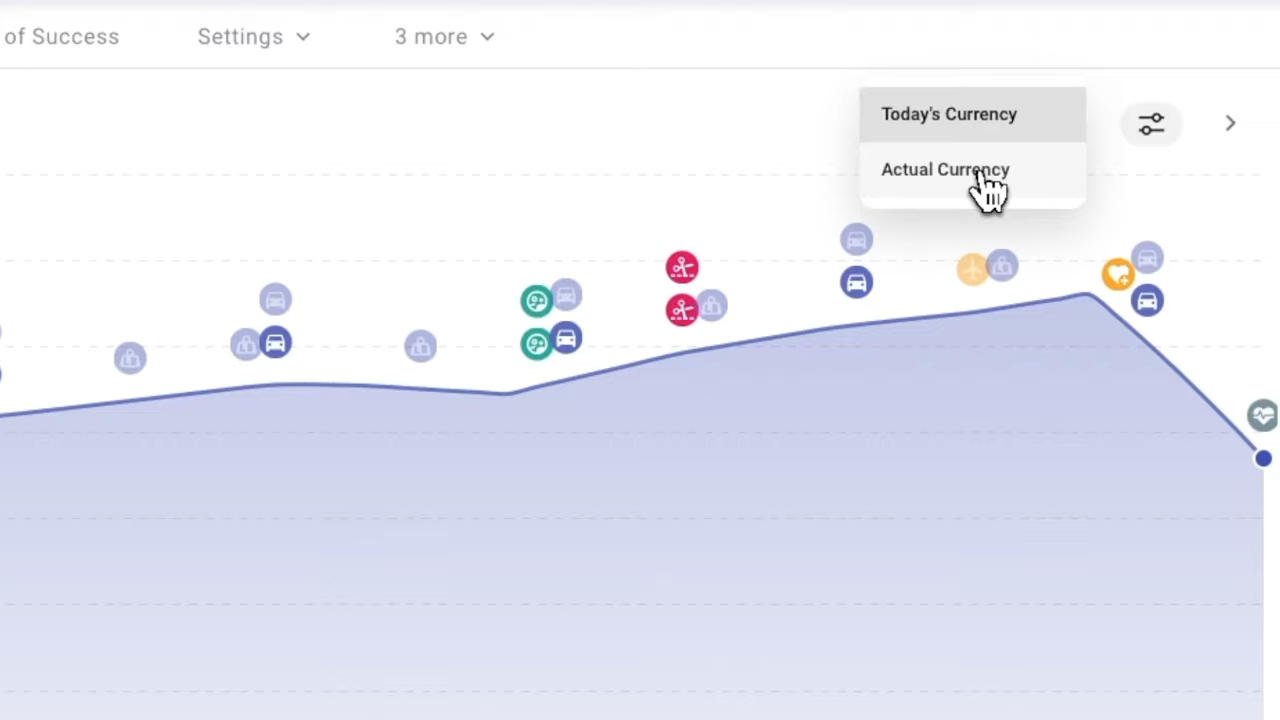 of Success
Settings
3 more
Today's Currency
Actual Currency